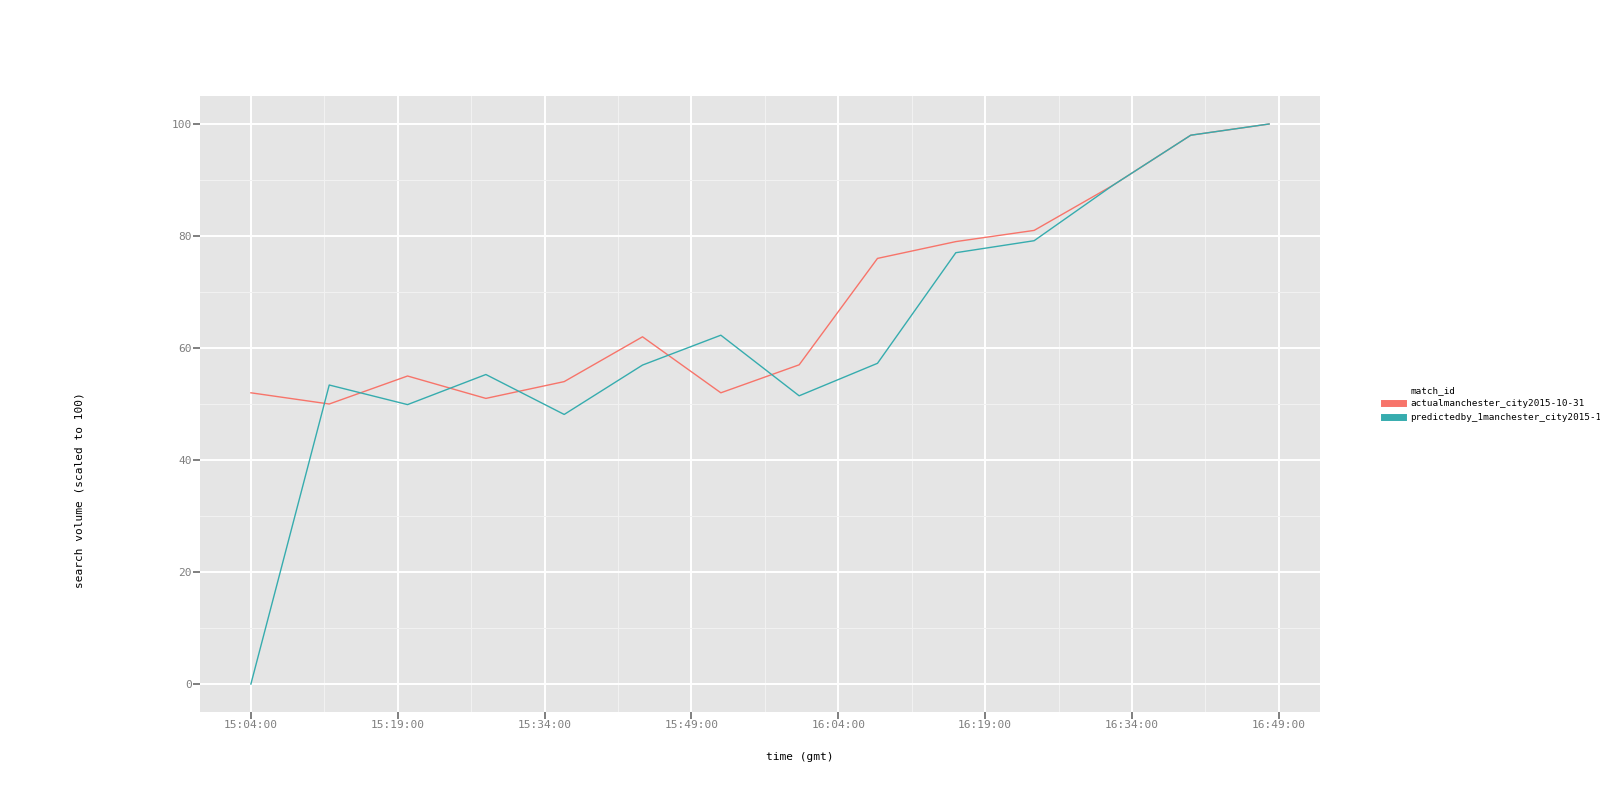 100
80
60
40
20
0
search volume (scaled to 100)
15:04:00 15:19:00 15:34:00 15:49:00 16:04:00 16:19:00 16:34:00 16:49:00
time (gmt)
match_id
actualmanchester_city2015-10-31
predictedby_1manchester_city2015-1